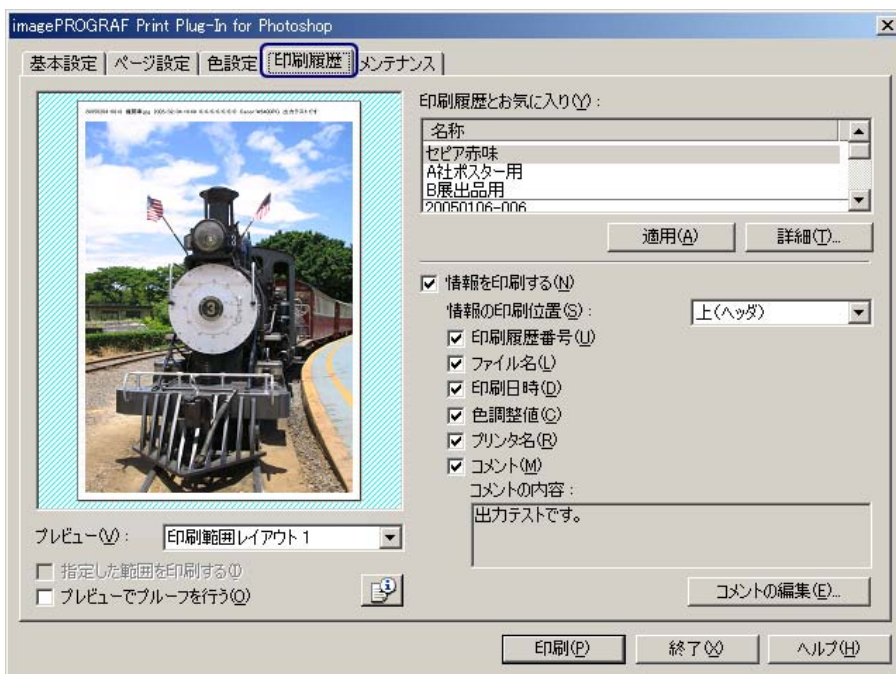 imagePROGRAF Print Plug-In for Photoshop
基本設定 ページ設定 色設定 印刷履歴 メンテナンス
印刷履歴とお気に入り(Y):
名称
セピア赤味
A社ポスター用
B展出品用
20050106-006
適用(A) 詳細(T)...
情報を印刷する(N)
情報の印刷位置(S): 上(ヘッダ)
印刷履歴番号(U)
ファイル名(L)
印刷日時(D)
色調整値(C)
プリンタ名(R)
コメント(M)
コメントの内容:
出力テストです。
コメントの編集(E)...
3
プレビュー(V): 印刷範囲レイアウト 1
指定した範囲を印刷する(I)
プレビューでプルーフを行う(O)
印刷(P) 終了(X) ヘルプ(H)